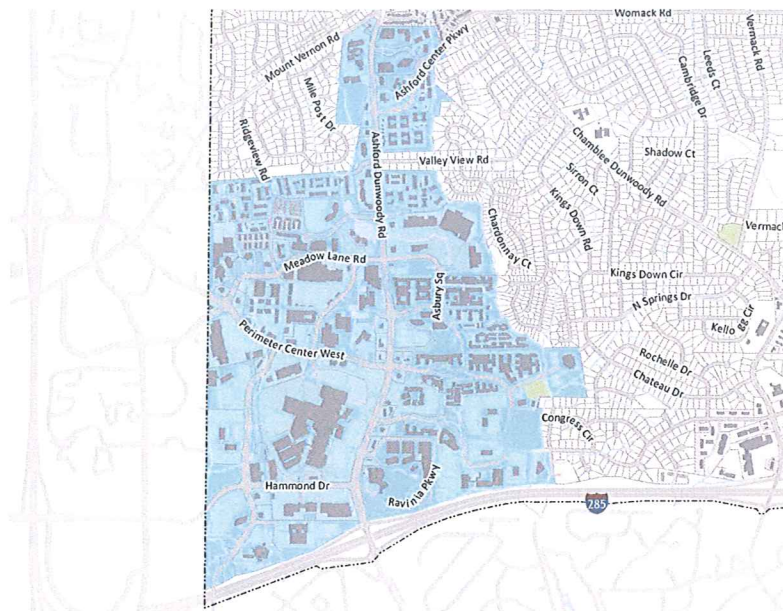 Womack Rd
Mount Vernon Rd
Ashford Center Pkwy
Vermack Rd
Leeds Ct
Cambridge Dr
Mile Post Dr
Ridgeview Rd
Ashford Dunwoody Rd
Valley View Rd
Chamblee Dunwoody Rd
Shadow Ct
Sirron Ct
Kings Down Rd
Chardonnay Ct
Vermack
Meadow Lane Rd
Asbury Sq
Kings Down Cir
N Springs Dr
Kellogg Cir
Perimeter Center West
Rochelle Dr
Chateau Dr
Congress Cir
Hammond Dr
Ravinia Pkwy
285